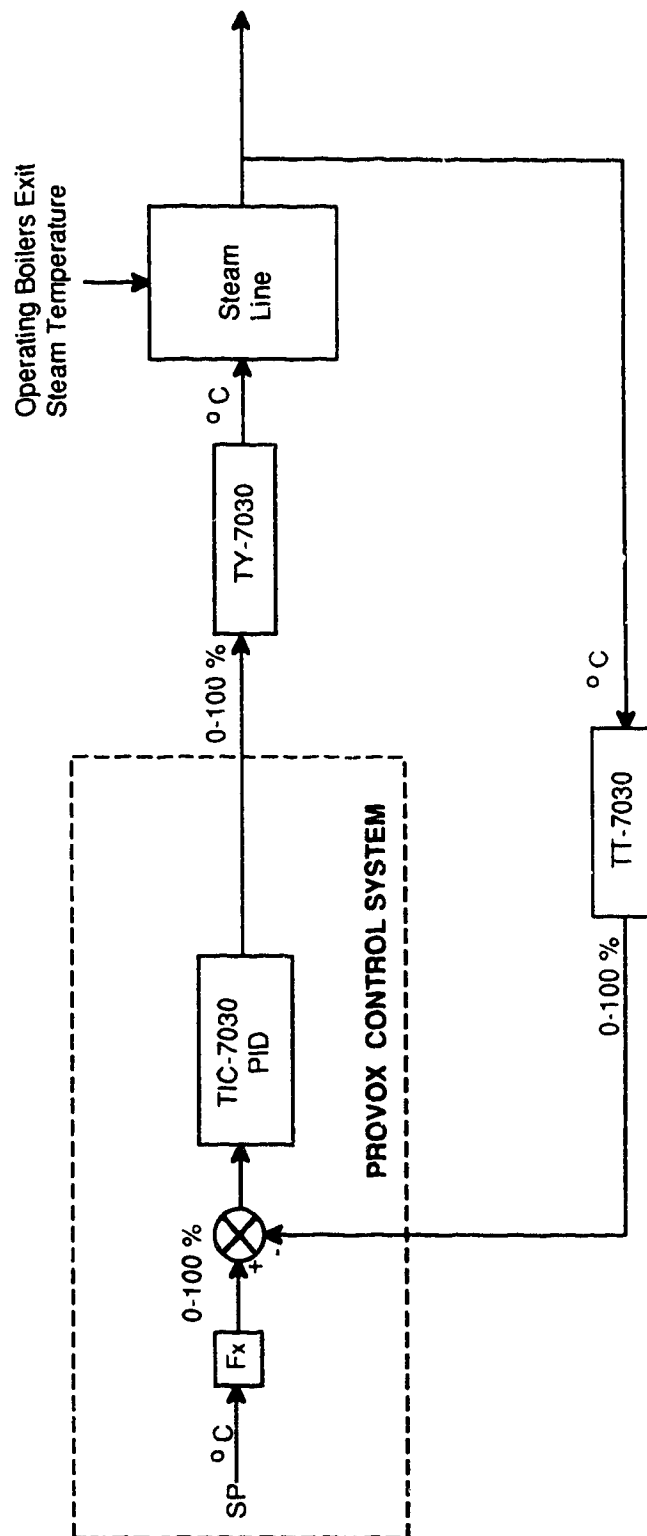 Operating Boilers Exit
Steam Temperature
SP
°C
Fx
0-100 %
+
-
TIC-7030
PID
0-100 %
TY-7030
°C
Steam
Line
PROVOX CONTROL SYSTEM
0-100 %
TT-7030
°C